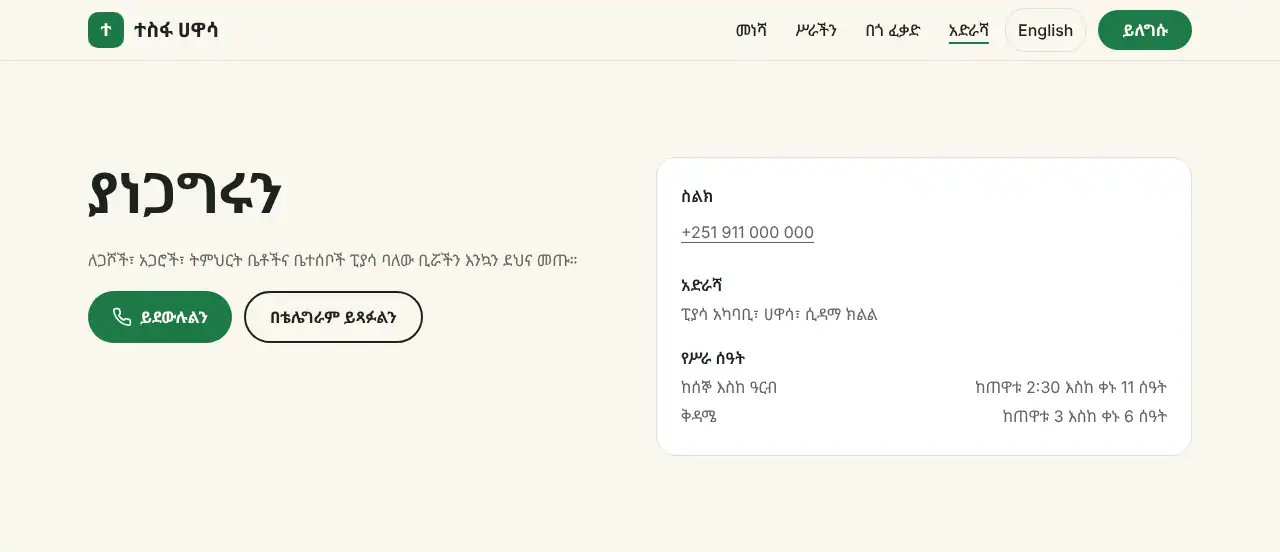 ተ ተስፋ ሀዋሳ
መነሻ ሥራችን በጎ ፈቃድ አድራሻ English ይለግሱ
ያነጋግሩን
ለጋሾች፣ አጋሮች፣ ትምህርት ቤቶችና ቤተሰቦች ፒያሳ ባለው ቢሯችን እንኳን ደህና መጡ።
ይደውሉልን በቴሌግራም ይጻፉልን
ስልክ
+251 911 000 000
አድራሻ
ፒያሳ አካባቢ፣ ሀዋሳ፣ ሲዳማ ክልል
የሥራ ሰዓት
ከሰኞ እስከ ዓርብ ከጠዋቱ 2:30 እስከ ቀኑ 11 ሰዓት
ቅዳሜ ከጠዋቱ 3 እስከ ቀኑ 6 ሰዓት